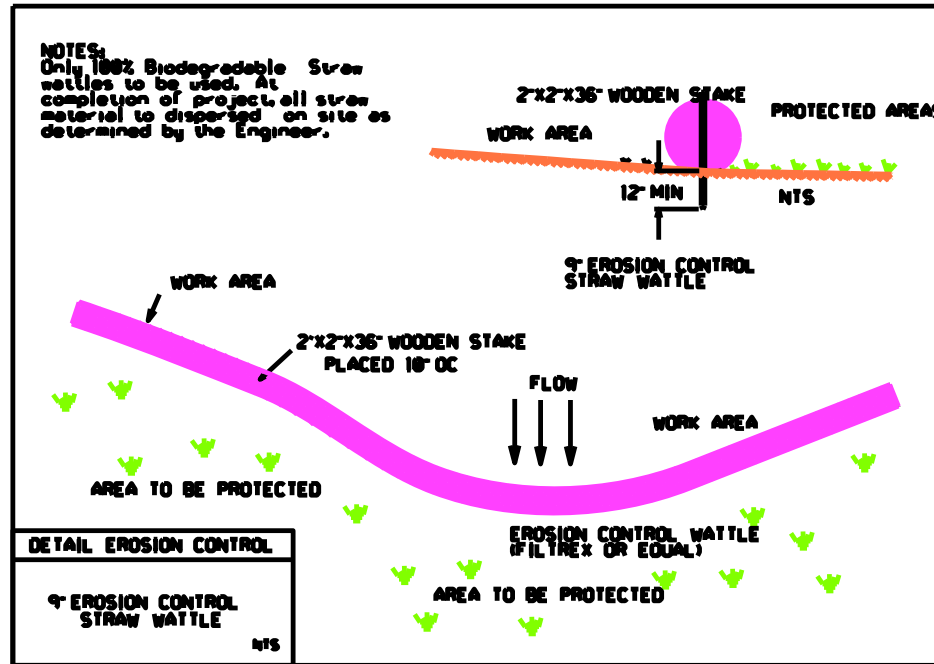 NOTES:
Only 100% Biodegradable Straw
wattles to be used. At
completion of project, all straw
material to dispersed on site as
determined by the Engineer.
2"X2"X36" WOODEN STAKE
PROTECTED AREAS
WORK AREA
12" MIN
NTS
9" EROSION CONTROL
STRAW WATTLE
WORK AREA
2"X2"X36" WOODEN STAKE
PLACED 10" OC
FLOW
WORK AREA
AREA TO BE PROTECTED
EROSION CONTROL WATTLE
(FILTREX OR EQUAL)
AREA TO BE PROTECTED
DETAIL EROSION CONTROL
9" EROSION CONTROL
STRAW WATTLE
NTS